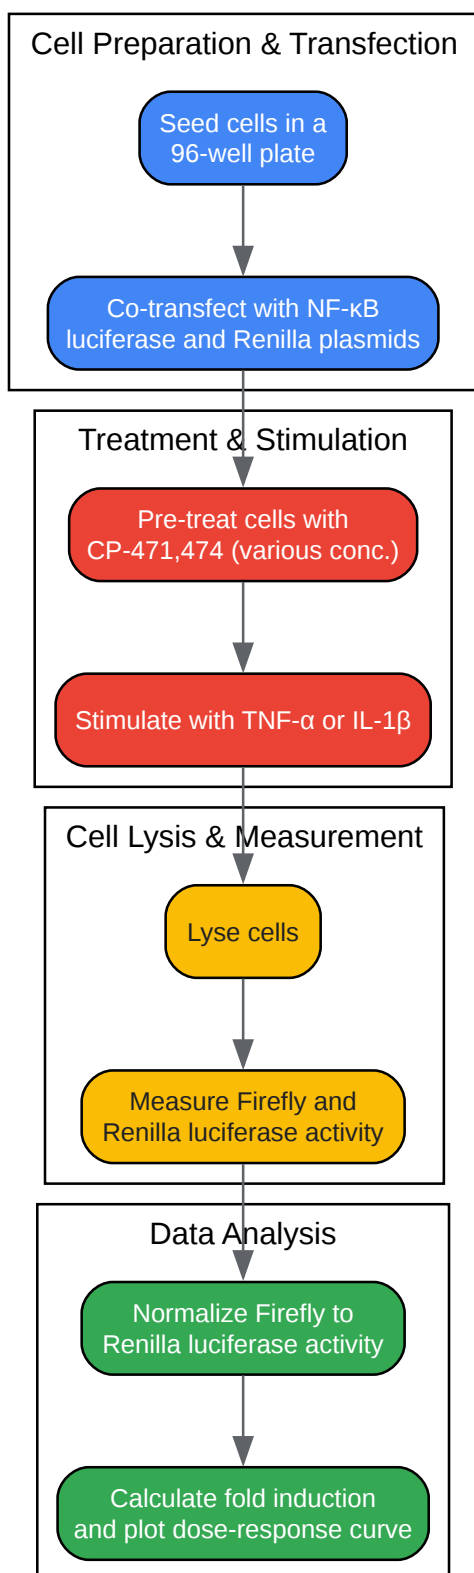 Cell Preparation & Transfection
Seed cells in a
96-well plate
Co-transfect with NF-κB
luciferase and Renilla plasmids
Treatment & Stimulation
Pre-treat cells with
CP-471,474 (various conc.)
Stimulate with TNF-α or IL-1β
Cell Lysis & Measurement
Lyse cells
Measure Firefly and
Renilla luciferase activity
Data Analysis
Normalize Firefly to
Renilla luciferase activity
Calculate fold induction
and plot dose-response curve